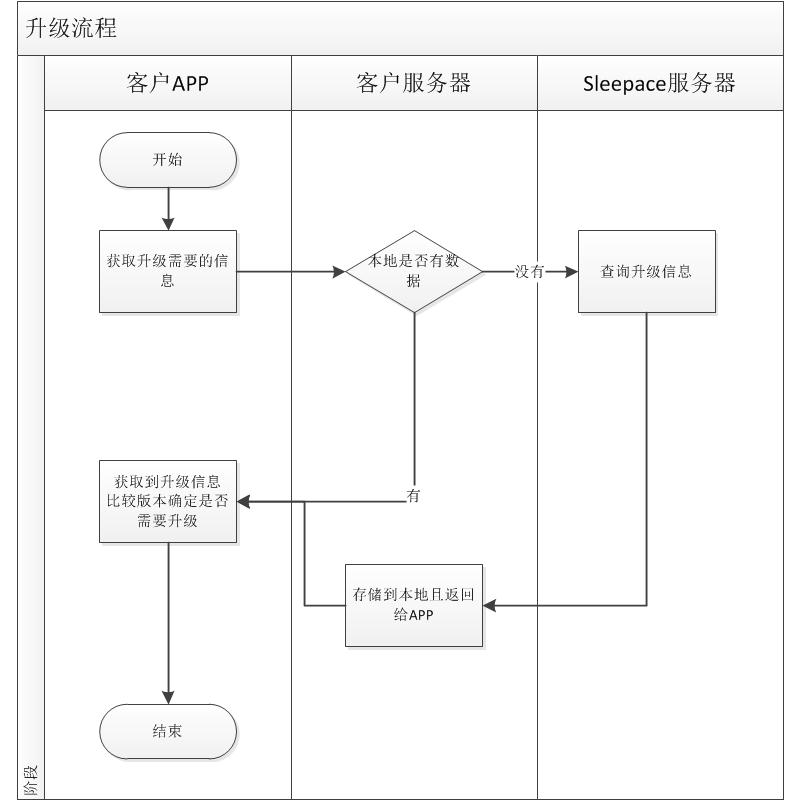 升级流程
客户APP
客户服务器
Sleepace服务器
开始
获取升级需要的信
息
本地是否有数
据
没有
查询升级信息
获取到升级信息
比较版本确定是否
需要升级
有
存储到本地且返回
给APP
结束
阶段